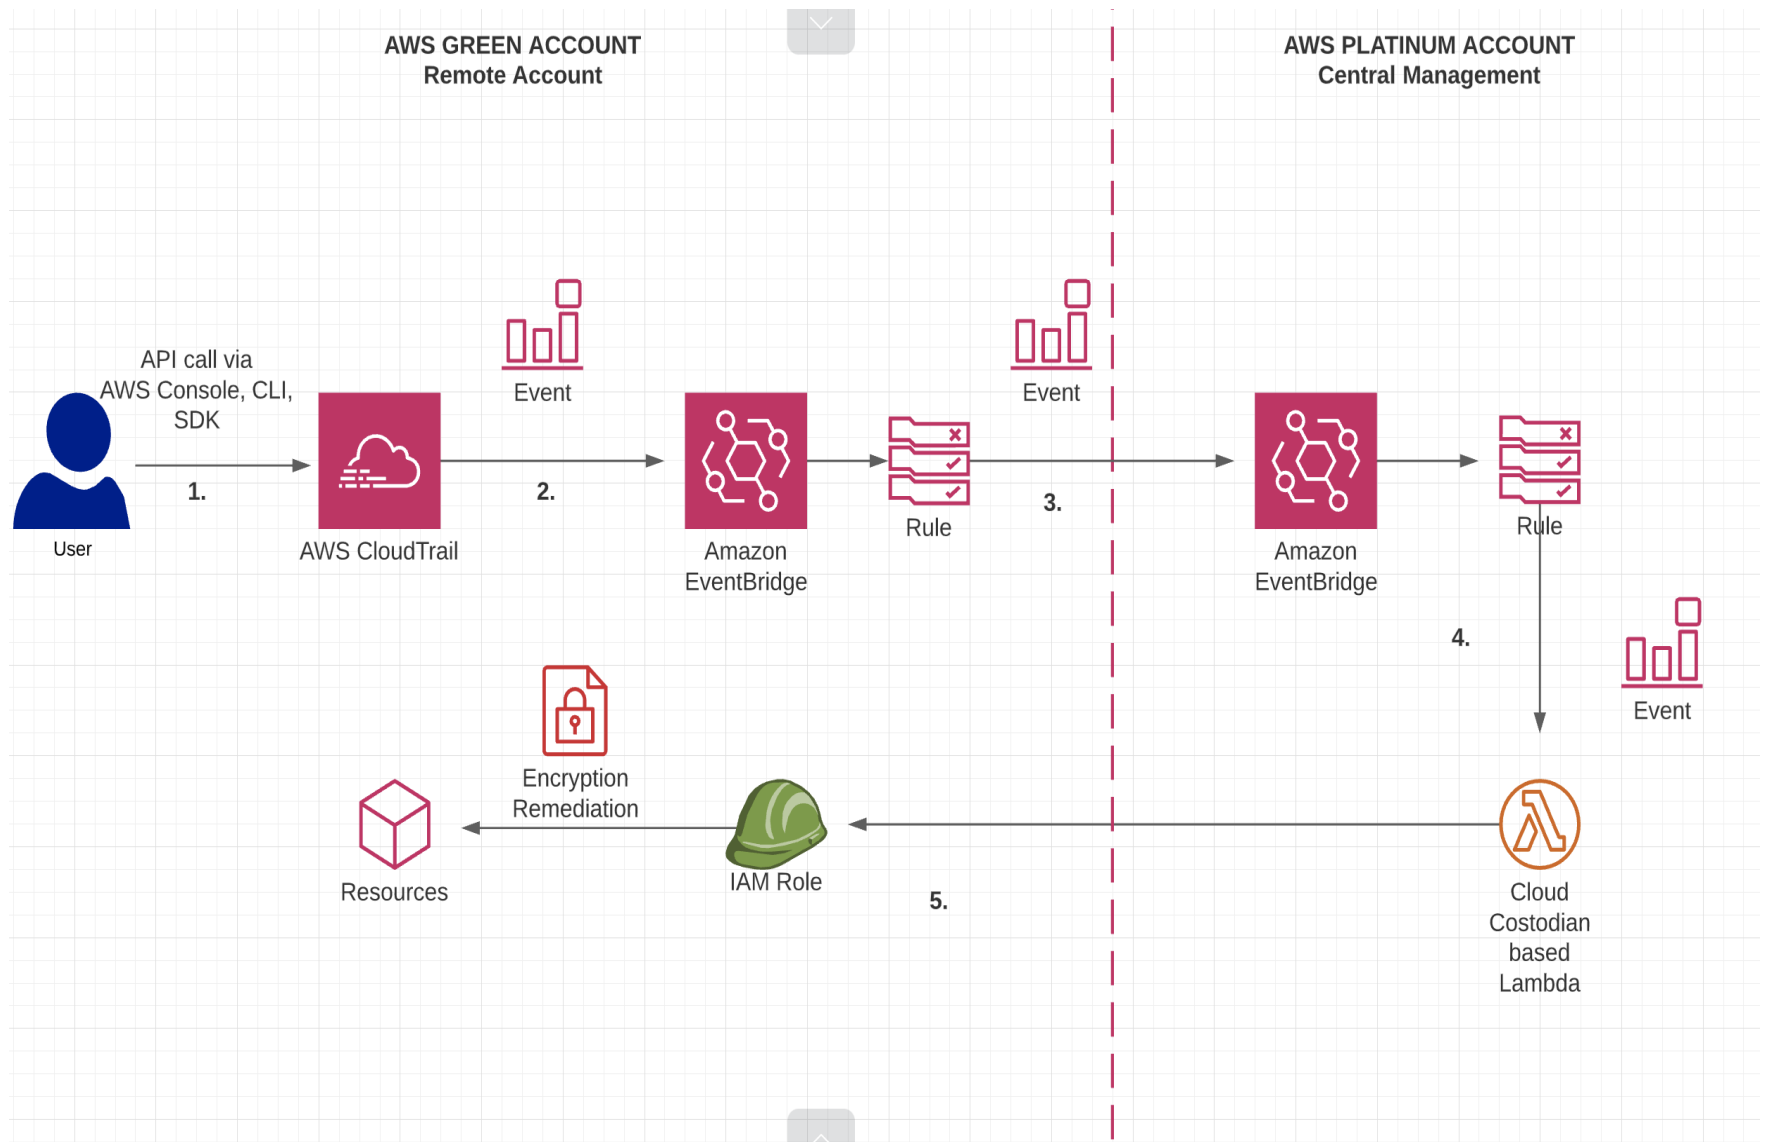 AWS GREEN ACCOUNT
Remote Account
AWS PLATINUM ACCOUNT
Central Management
API call via
AWS Console, CLI,
SDK
User
1.
AWS CloudTrail
Event
2.
Amazon
EventBridge
Rule
Event
3.
Amazon
EventBridge
Rule
4.
Event
Cloud
Custodian
based
Lambda
5.
IAM Role
Encryption
Remediation
Resources